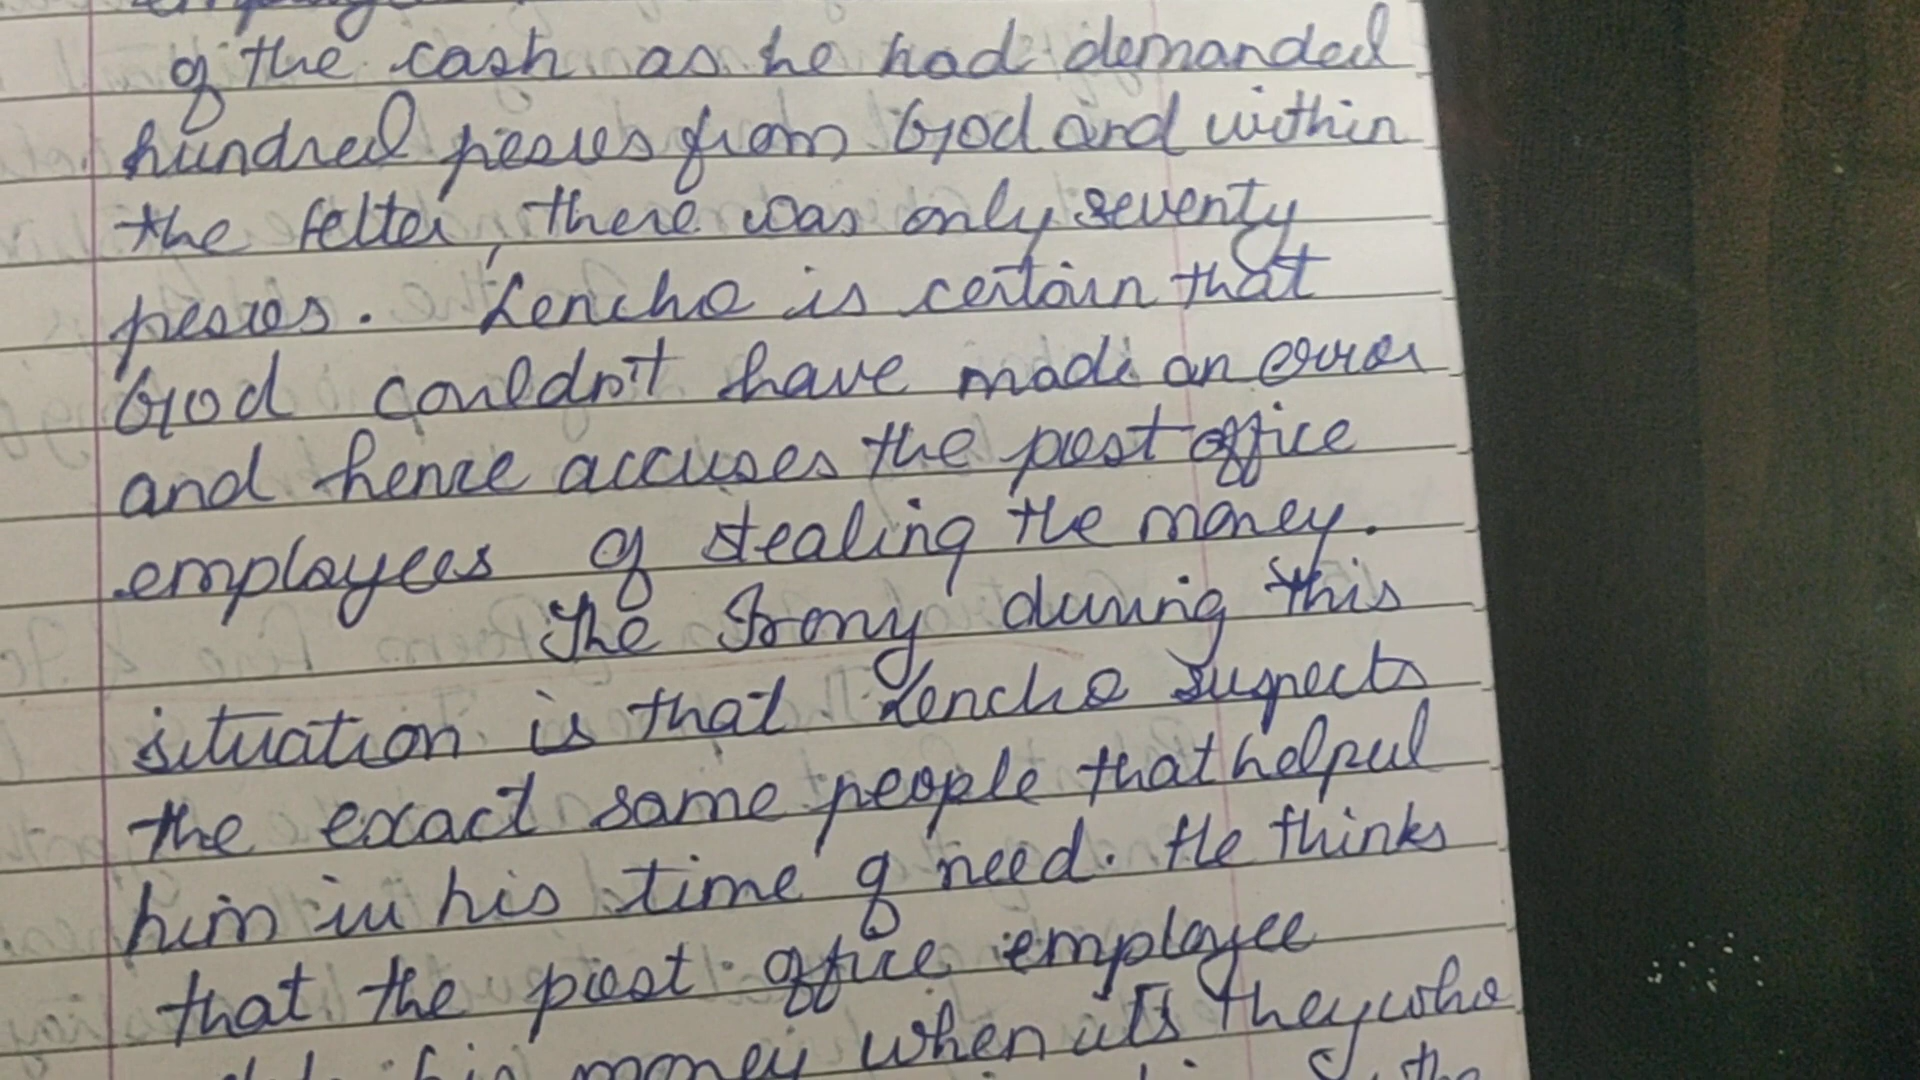 of the cash as he had demanded
hundred pesos from God and within
the letter, there was only seventy
pesos. Lencho is certain that
God couldn't have made an error
and hence accuses the post office
employees of stealing the money.
The Irony during this
situation is that Lencho suspects
the exact same people that helped
him in his time of need. He thinks
that the post office employee
his money when it's they who
the